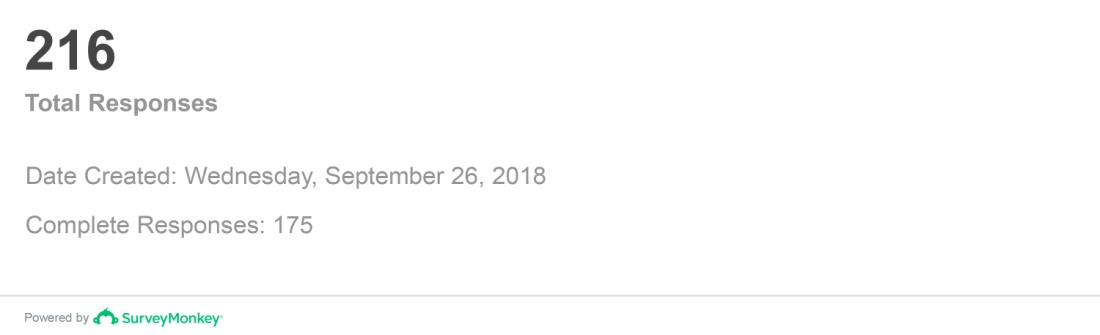 216
Total Responses
Date Created: Wednesday, September 26, 2018
Complete Responses: 175
Powered by SurveyMonkey